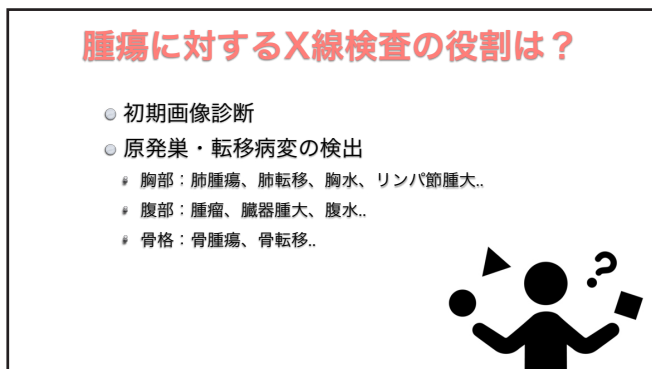 腫瘍に対するX線検査の役割は？
初期画像診断
原発巣・転移病変の検出
胸部：肺腫瘍、肺転移、胸水、リンパ節腫大..
腹部：腫瘤、臓器腫大、腹水..
骨格：骨腫瘍、骨転移..
?